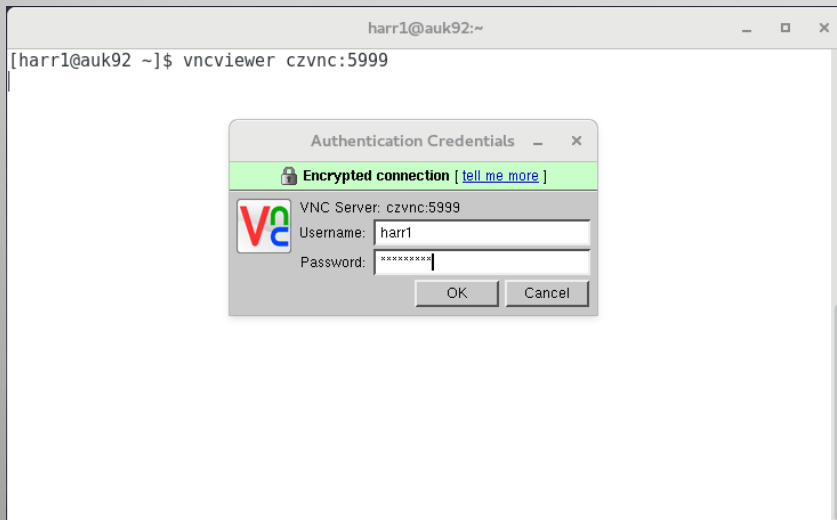 harr1@auk92:~
[harr1@auk92 ~]$ vncviewer czvnc:5999
Authentication Credentials
Encrypted connection [ tell me more ]
VNC
VNC Server: czvnc:5999
Username: harr1
Password: *********
OK Cancel